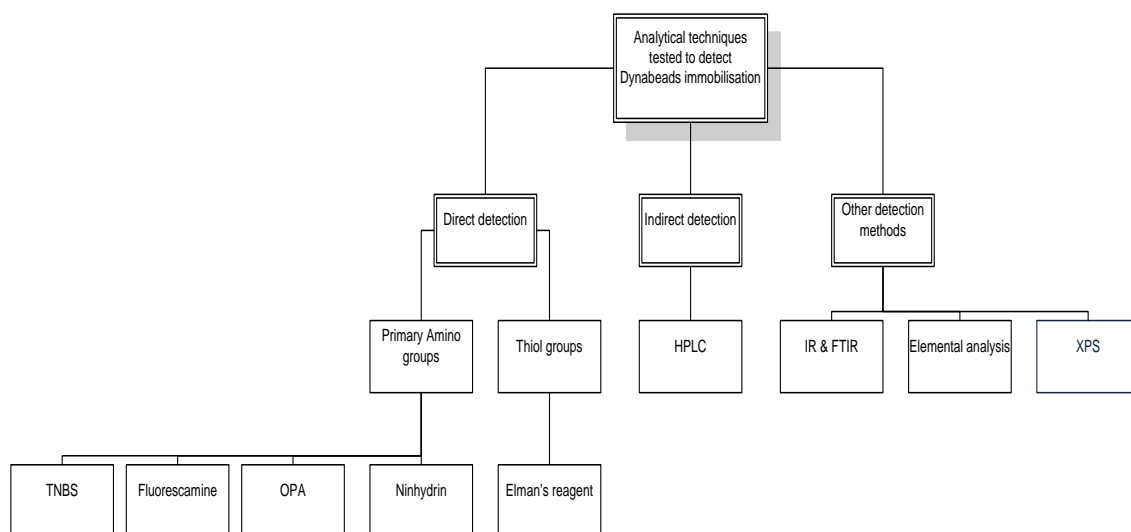 Analytical techniques
tested to detect
Dynabeads immobilisation
Direct detection
Indirect detection
Other detection
methods
Primary Amino
groups
Thiol groups
HPLC
IR & FTIR
Elemental analysis
XPS
TNBS
Fluorescamine
OPA
Ninhydrin
Elman's reagent